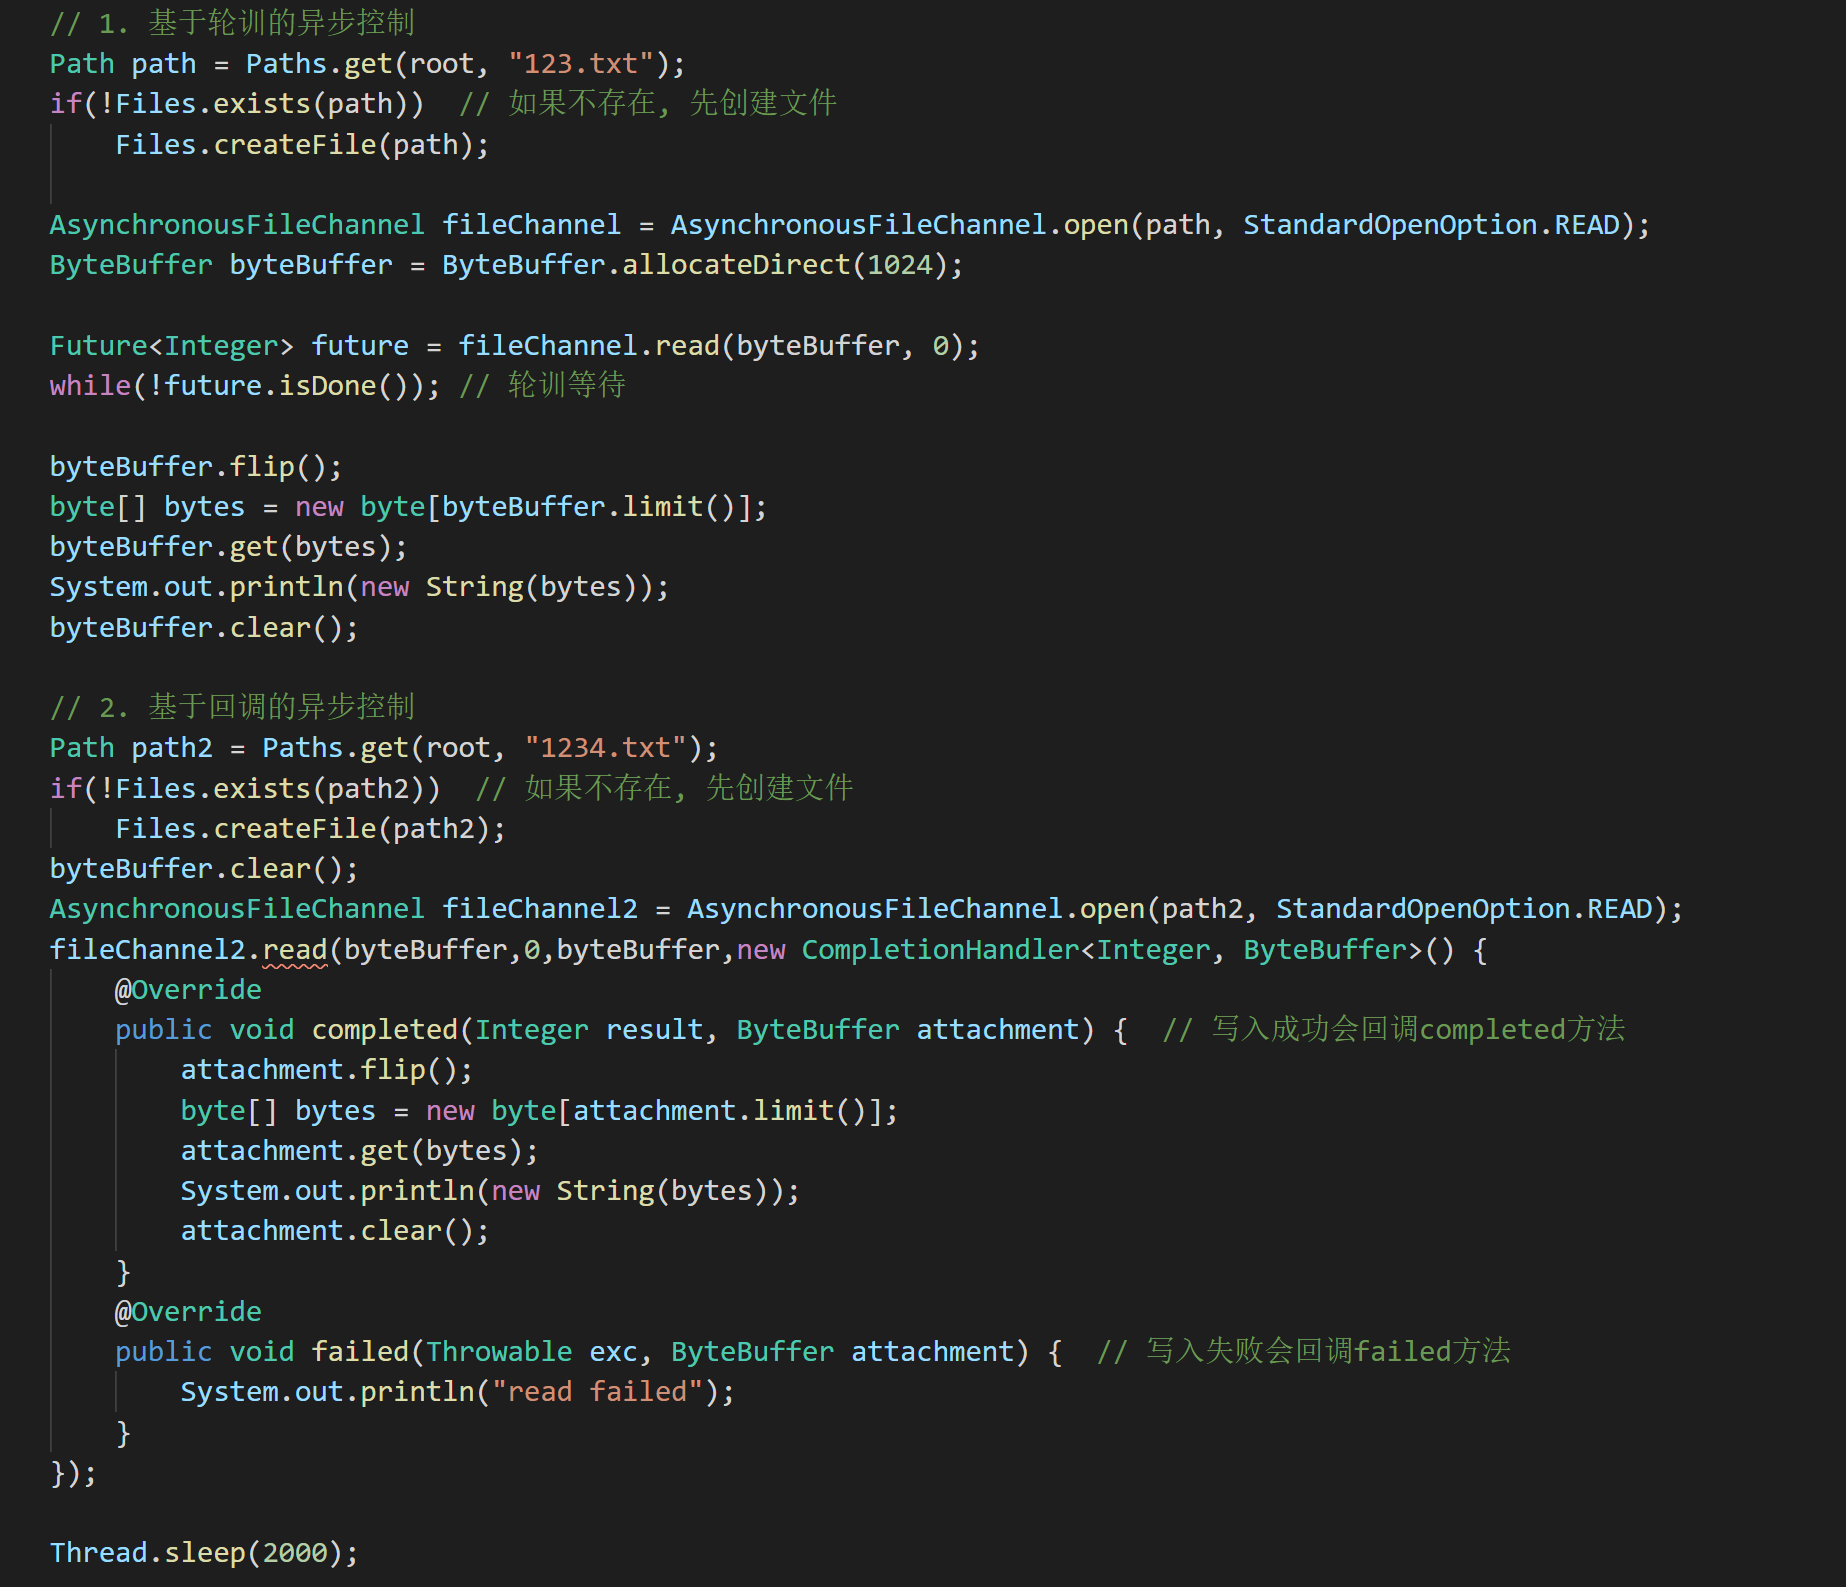 // 1. 基于轮训的异步控制
Path path = Paths.get(root, "123.txt");
if(!Files.exists(path))  // 如果不存在, 先创建文件
    Files.createFile(path);
AsynchronousFileChannel fileChannel = AsynchronousFileChannel.open(path, StandardOpenOption.READ);
ByteBuffer byteBuffer = ByteBuffer.allocateDirect(1024);
Future<Integer> future = fileChannel.read(byteBuffer, 0);
while(!future.isDone()); // 轮训等待
byteBuffer.flip();
byte[] bytes = new byte[byteBuffer.limit()];
byteBuffer.get(bytes);
System.out.println(new String(bytes));
byteBuffer.clear();
// 2. 基于回调的异步控制
Path path2 = Paths.get(root, "1234.txt");
if(!Files.exists(path2))  // 如果不存在, 先创建文件
    Files.createFile(path2);
byteBuffer.clear();
AsynchronousFileChannel fileChannel2 = AsynchronousFileChannel.open(path2, StandardOpenOption.READ);
fileChannel2.read(byteBuffer,0,byteBuffer,new CompletionHandler<Integer, ByteBuffer>() {
    @Override
    public void completed(Integer result, ByteBuffer attachment) {  // 写入成功会回调completed方法
        attachment.flip();
        byte[] bytes = new byte[attachment.limit()];
        attachment.get(bytes);
        System.out.println(new String(bytes));
        attachment.clear();
    }
    @Override
    public void failed(Throwable exc, ByteBuffer attachment) {  // 写入失败会回调failed方法
        System.out.println("read failed");
    }
});
Thread.sleep(2000);